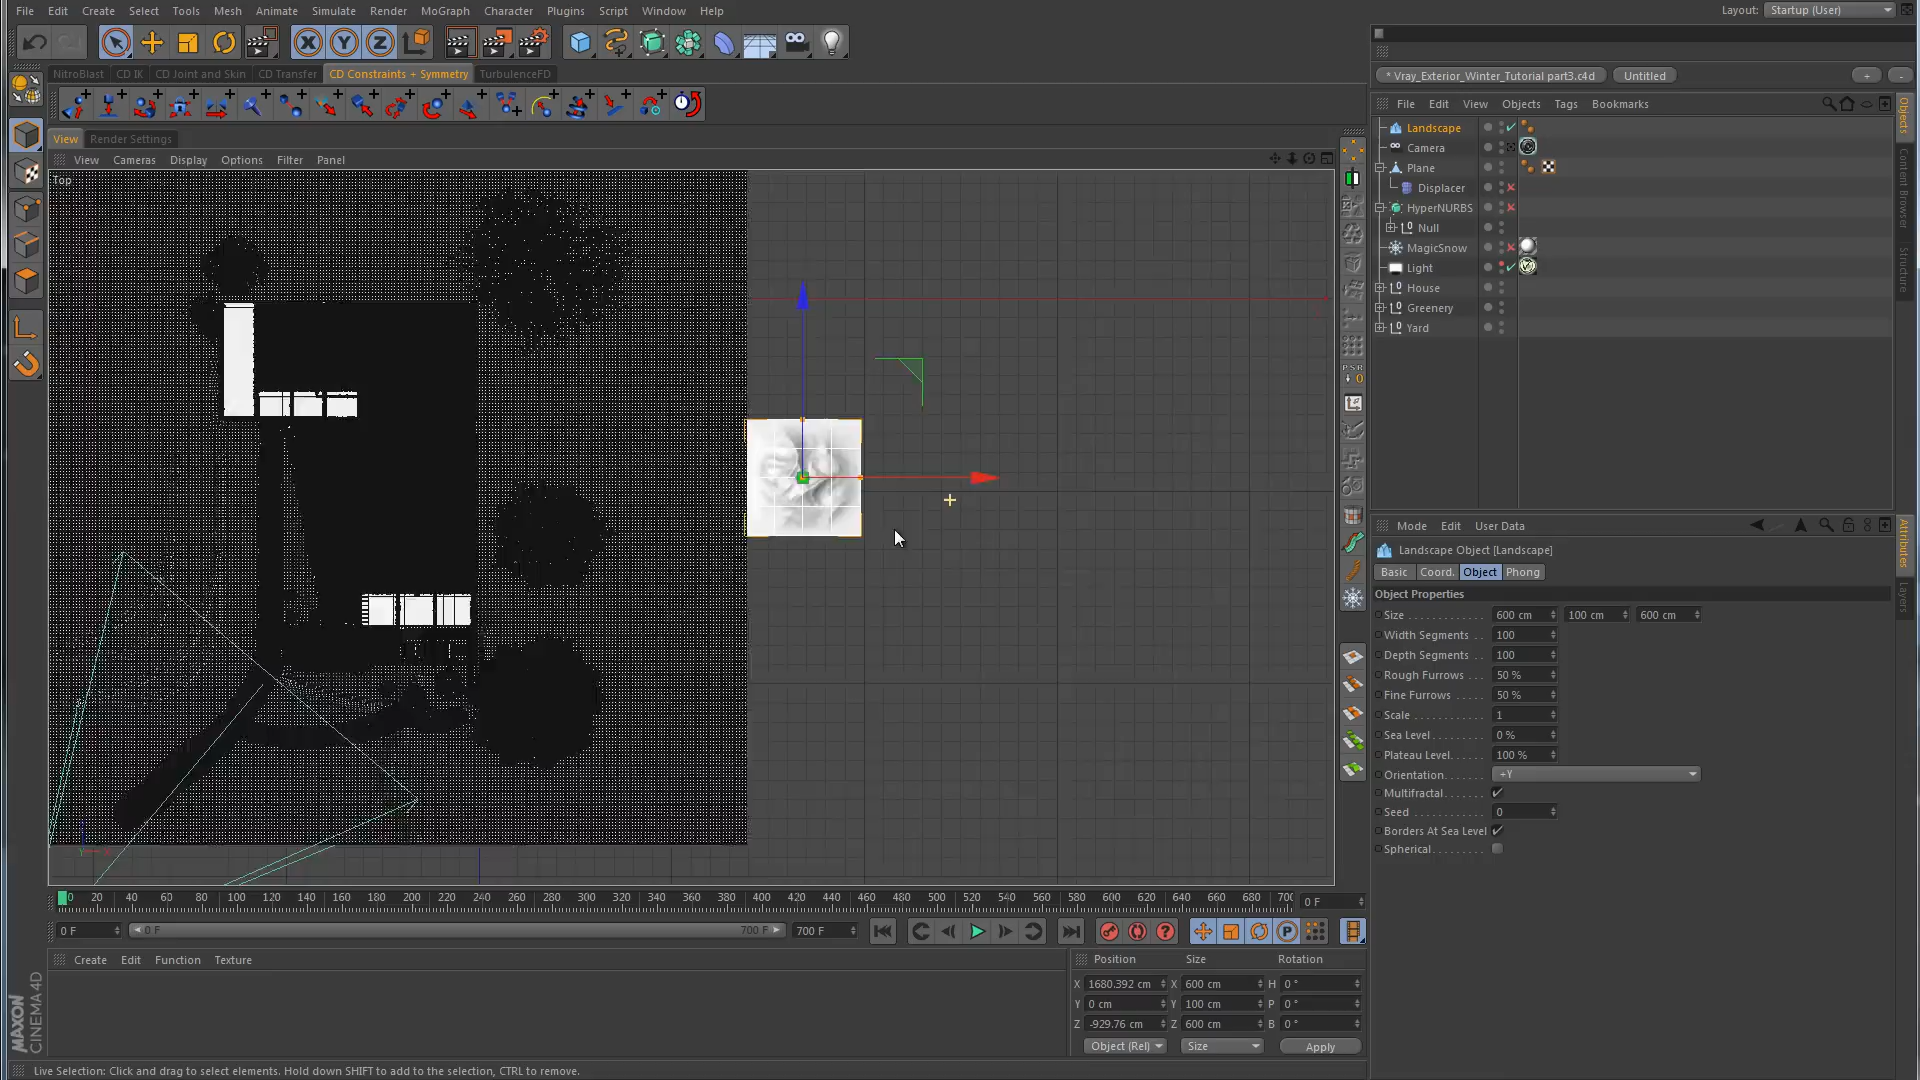 File Edit Create Select Tools Mesh Animate Simulate Render MoGraph Character Plugins Script Window Help
Layout: Startup (User)
NitroBlast CD IK CD Joint and Skin CD Transfer CD Constraints + Symmetry TurbulenceFD
* Vray_Exterior_Winter_Tutorial part3.c4d Untitled + -
File Edit View Objects Tags Bookmarks
View Render Settings
View Cameras Display Options Filter Panel
Top
Landscape
Camera
Plane
Displacer
HyperNURBS
Null
MagicSnow
Light
House
Greenery
Yard
Objects
Content Browser
Structure
PSR
0
Mode Edit User Data
Landscape Object [Landscape]
Basic Coord. Object Phong
Object Properties
Size 600 cm 100 cm 600 cm
Width Segments . . 100
Depth Segments . . 100
Rough Furrows . . . 50 %
Fine Furrows . . . . . 50 %
Scale . . . . . . . . . . . . 1
Sea Level. . . . . . . . 0 %
Plateau Level. . . . . 100 %
Orientation. . . . . . . +Y
Multifractal . . . . . . .
Seed . . . . . . . . . . . . 0
Borders At Sea Level
Spherical. . . . . . . . .
Attributes
Layers
0 20 40 60 80 100 120 140 160 180 200 220 240 260 280 300 320 340 360 380 400 420 440 460 480 500 520 540 560 580 600 620 640 660 680 700 0 F
0 F 0 F 700 F 700 F
Create Edit Function Texture
Position Size Rotation
X 1680.392 cm X 600 cm H 0 °
Y 0 cm Y 100 cm P 0 °
Z -929.76 cm Z 600 cm B 0 °
Object (Rel) Size Apply
MAXON
CINEMA 4D
Live Selection: Click and drag to select elements. Hold down SHIFT to add to the selection, CTRL to remove.